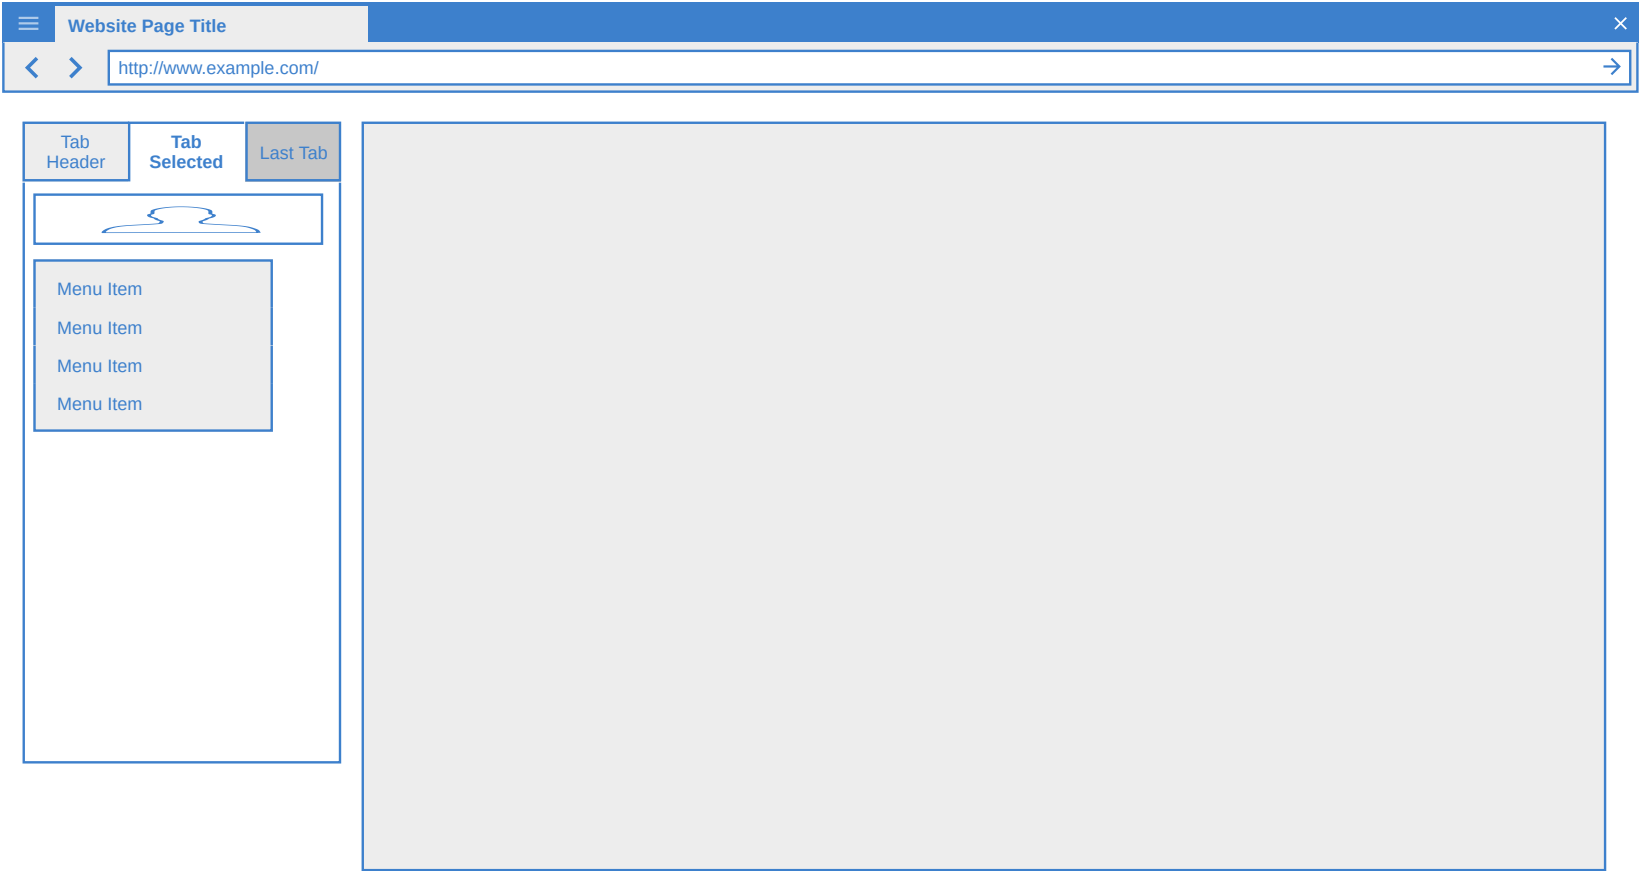 Website Page Title
http://www.example.com/
Tab
Header
Tab
Selected
Last Tab
Menu Item
Menu Item
Menu Item
Menu Item